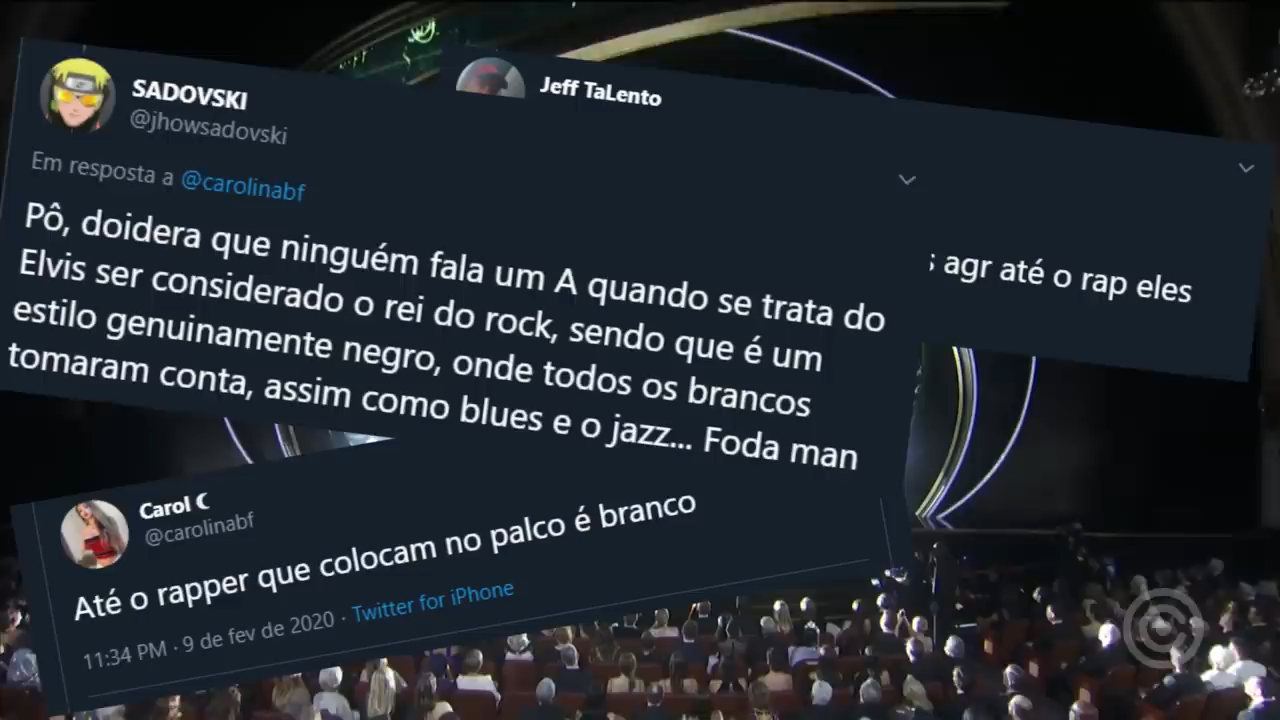 SADOVSKI
@jhowsadovski
Em resposta a @carolinabf
Pô, doidera que ninguém fala um A quando se trata do
Elvis ser considerado o rei do rock, sendo que é um
estilo genuinamente negro, onde todos os brancos
tomaram conta, assim como blues e o jazz... Foda man
Jeff TaLento
agr até o rap eles
Carol C
@carolinabf
Até o rapper que colocam no palco é branco
11:34 PM · 9 de fev de 2020 · Twitter for iPhone